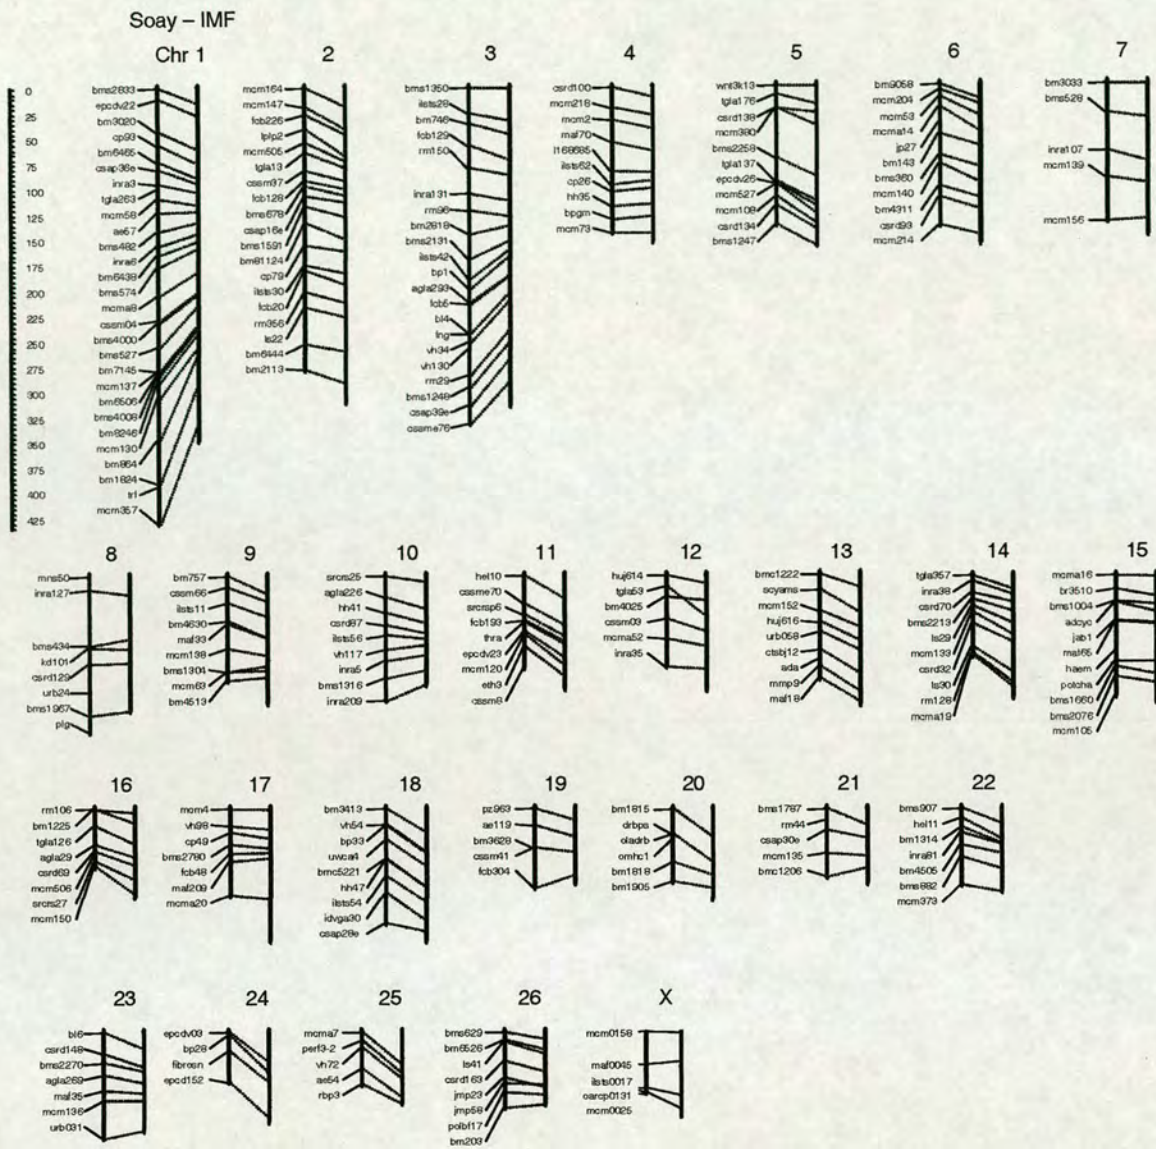 Soay – IMF
Chr 1
2
3
4
5
6
7
0
25
50
75
100
125
150
175
200
225
250
275
300
325
350
375
400
425
bms2833
epcdv22
bm3020
cp93
bm6465
csap36e
inra3
tgla263
mcm58
ae57
bms482
inra6
bm6438
bms574
mcma8
cssm04
bms4000
bms527
bm7145
mcm137
bm6506
bms4008
bm8246
mcm130
bm864
bm1824
trf
mcm357
mcm164
mcm147
fcb226
lplp2
mcm505
tgla13
cssm37
fcb128
bms678
csap16e
bms1591
bm81124
cp79
ilsts30
fcb20
rm356
ls22
bm6444
bm2113
bms1350
ilsts28
bm746
fcb129
rm150
inra131
rm96
bm2818
bms2131
ilsts42
bp1
agla293
fcb5
bl4
lng
vh34
vh130
rm29
bms1248
csap39e
cssme76
csrd100
mcm218
mcm2
maf70
l168685
ilsts62
cp26
hh35
bpgm
mcm73
wnt3k13
tgla176
csrd138
mcm380
bms2258
tgla137
epcdv26
mcm527
mcm108
csrd134
bms1247
bm9058
mcm204
mcm53
mcma14
jp27
bm143
bms360
mcm140
bm4311
csrd93
mcm214
bm3033
bms528
inra107
mcm139
mcm156
8
9
10
11
12
13
14
15
mns50
inra127
bms434
kd101
csrd129
urb24
bms1967
plg
bm757
cssm66
ilsts11
bm4630
maf33
mcm138
bms1304
mcm63
bm4513
srcrs25
agla226
hh41
csrd87
ilsts56
vh117
inra5
bms1316
inra209
hel10
cssme70
srcrsp6
fcb193
thra
epcdv23
mcm120
eth3
cssm8
huj614
tgla53
bm4025
cssm03
mcma52
inra35
bmc1222
scyams
mcm152
huj616
urb058
ctsbj12
ada
mmp9
maf18
tgla357
inra38
csrd70
bms2213
ls29
mcm133
csrd32
ls30
rm128
mcma19
mcma16
br3510
bms1004
adcyc
jab1
maf65
haem
polcha
bms1660
bms2076
mcm105
16
17
18
19
20
21
22
rm106
bm1225
tgla126
agla29
csrd69
mcm506
srcrs27
mcm150
mcm4
vh98
cp49
bms2780
fcb48
maf209
mcma20
bm3413
vh54
bp33
uwca4
bmc5221
hh47
ilsts54
idvga30
csap28e
pz963
ae119
bm3628
cssm41
fcb304
bm1815
drbps
oladrb
omhc1
bm1818
bm1905
bms1787
rm44
csap30e
mcm135
bmc1206
bms907
hel11
bm1314
inra81
bm4505
bms882
mcm373
23
24
25
26
X
bl6
csrd148
bms2270
agla269
maf35
mcm136
urb031
epcdv03
bp28
fibresn
epcd152
mcma7
perf3-2
vh72
ae54
rbp3
bms629
bm6526
ls41
csrd163
jmp23
jmp58
polbf17
bm203
mcm0158
maf0045
ilsts0017
oarcp0131
mcm0025